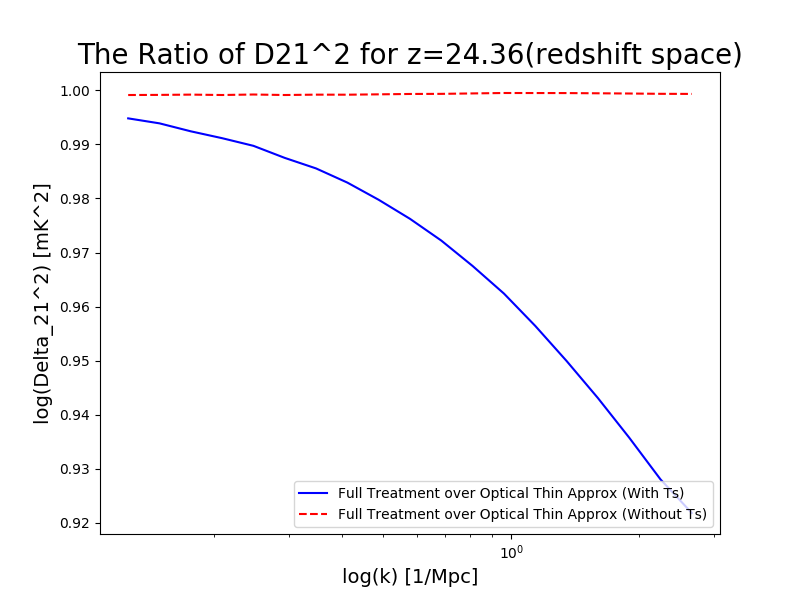 The Ratio of D21^2 for z=24.36(redshift space)
log(Delta_21^2) [mK^2]
1.00
0.99
0.98
0.97
0.96
0.95
0.94
0.93
0.92
Full Treatment over Optical Thin Approx (With Ts)
Full Treatment over Optical Thin Approx (Without Ts)
10^0
log(k) [1/Mpc]